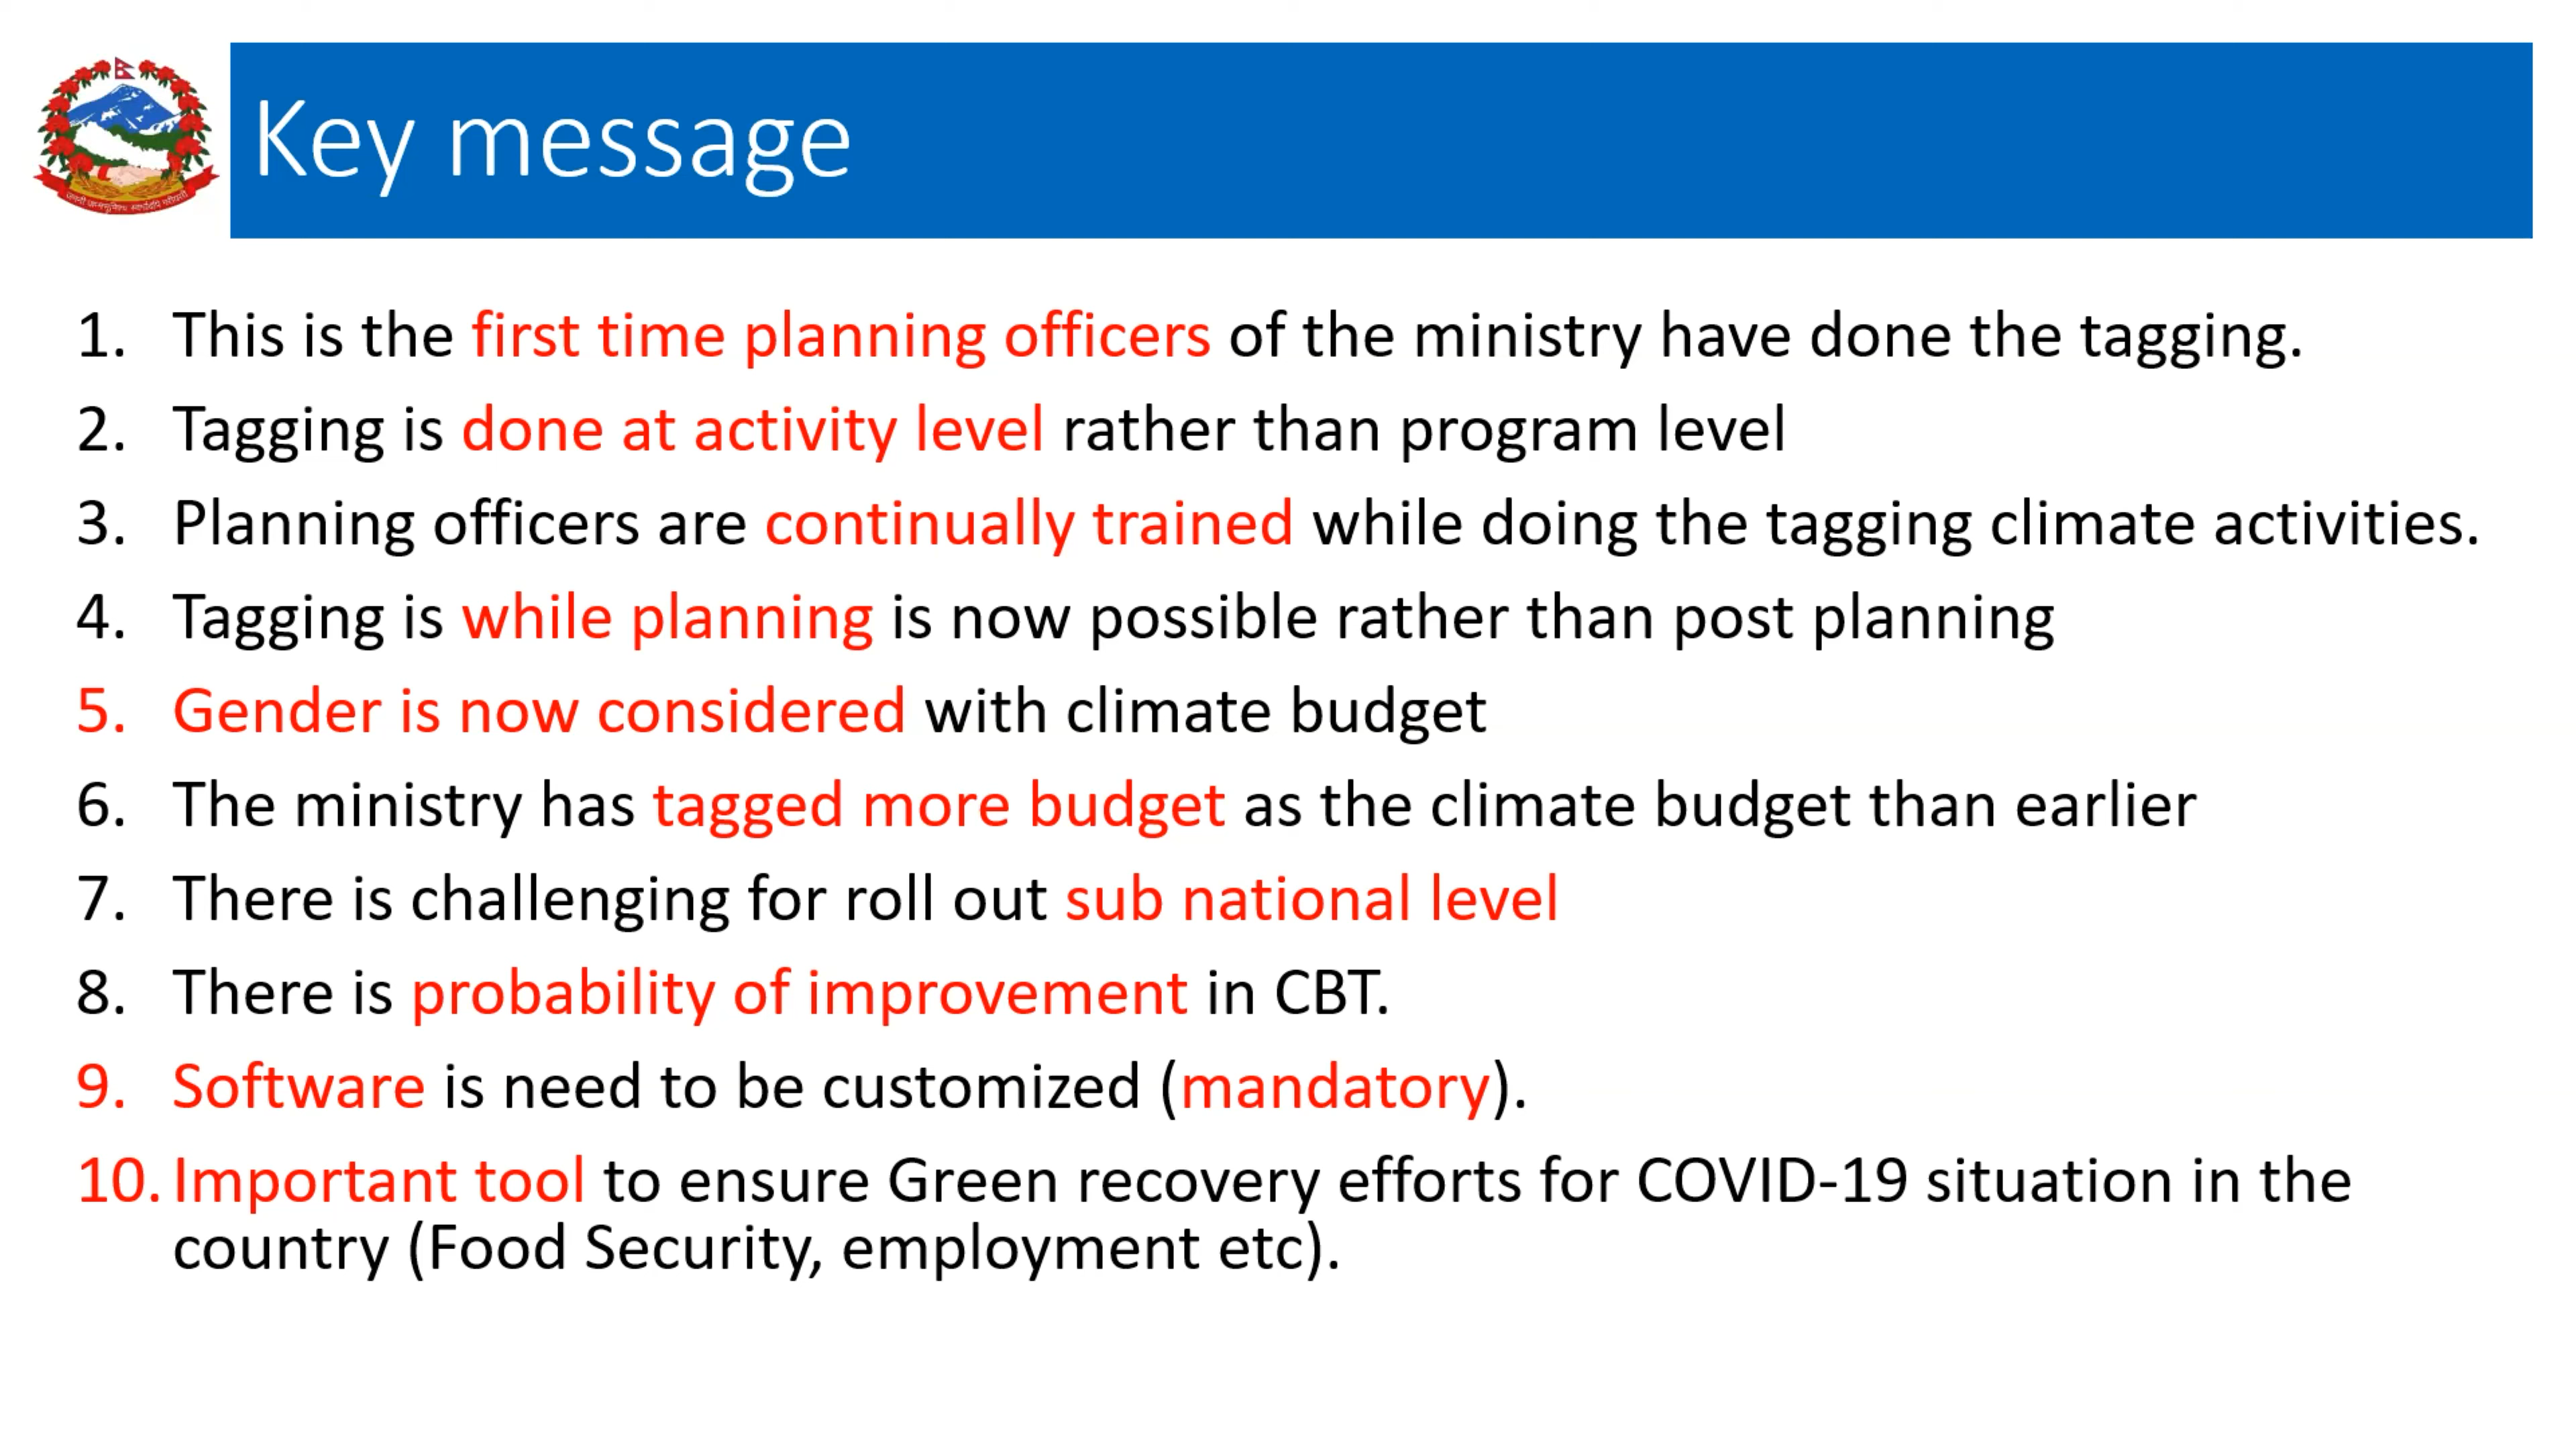 Key message
1. This is the first time planning officers of the ministry have done the tagging.
2. Tagging is done at activity level rather than program level
3. Planning officers are continually trained while doing the tagging climate activities.
4. Tagging is while planning is now possible rather than post planning
5. Gender is now considered with climate budget
6. The ministry has tagged more budget as the climate budget than earlier
7. There is challenging for roll out sub national level
8. There is probability of improvement in CBT.
9. Software is need to be customized (mandatory).
10. Important tool to ensure Green recovery efforts for COVID-19 situation in the
country (Food Security, employment etc).